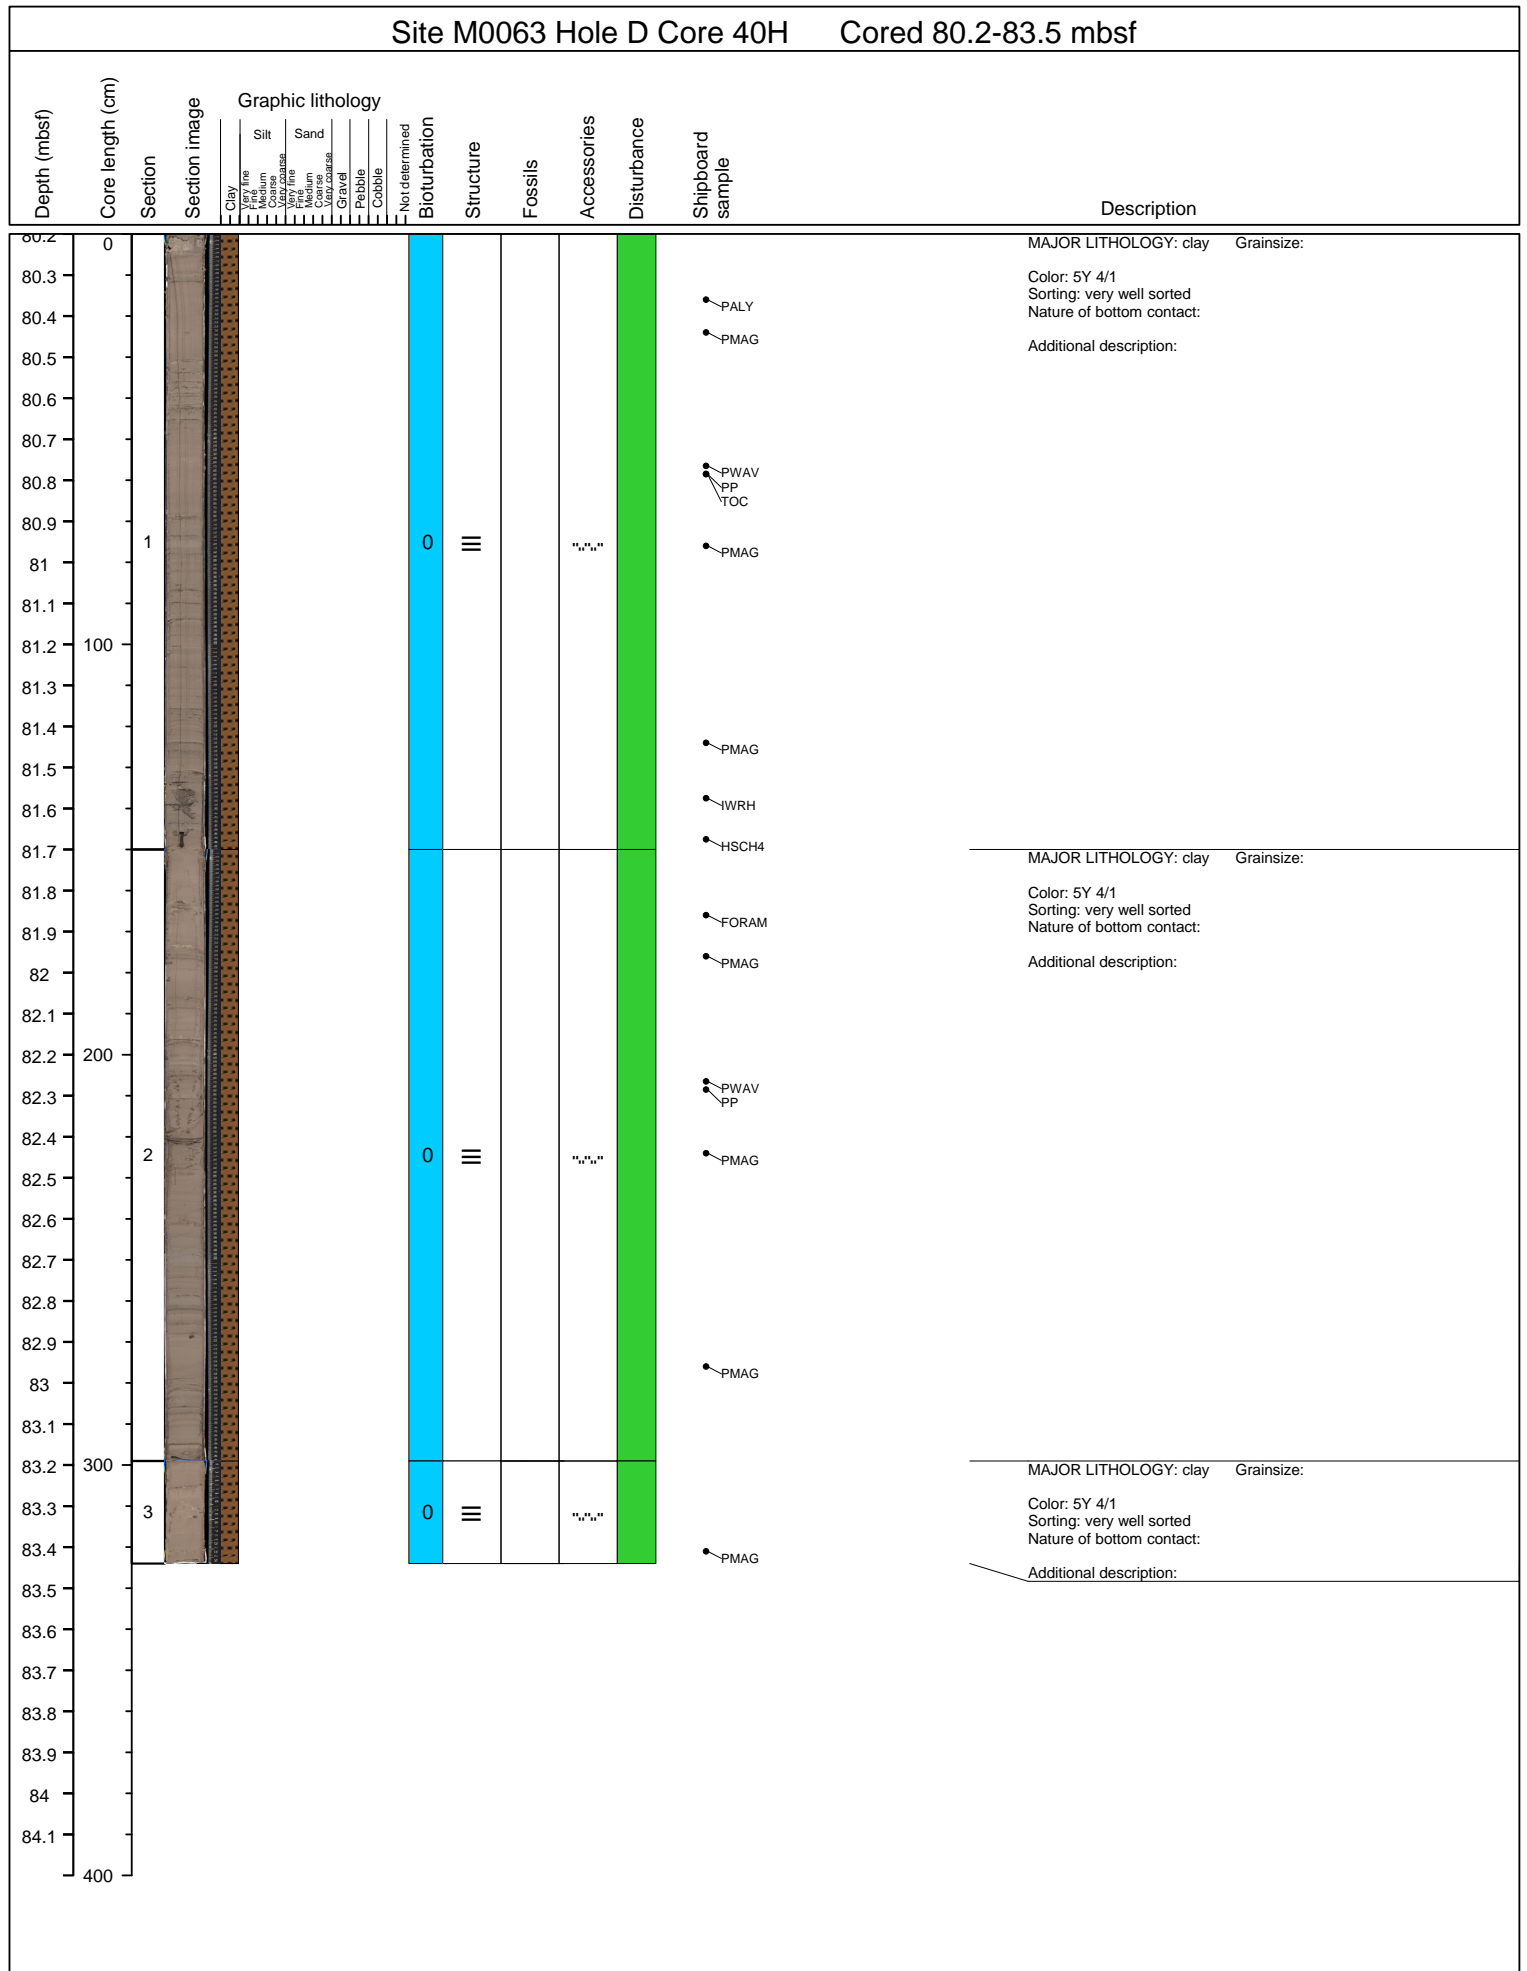 Site M0063 Hole D Core 40H Cored 80.2-83.5 mbsf
Depth (mbsf)
Core length (cm)
Section
Section image
Graphic lithology
Clay
Silt
Very fine
Fine
Medium
Coarse
Very coarse
Sand
Very fine
Fine
Medium
Coarse
Very coarse
Gravel
Pebble
Cobble
Not determined
Bioturbation
Structure
Fossils
Accessories
Disturbance
Shipboard
sample
Description
80.2
80.3
80.4
80.5
80.6
80.7
80.8
80.9
81
81.1
81.2
81.3
81.4
81.5
81.6
81.7
81.8
81.9
82
82.1
82.2
82.3
82.4
82.5
82.6
82.7
82.8
82.9
83
83.1
83.2
83.3
83.4
83.5
83.6
83.7
83.8
83.9
84
84.1
0
100
200
300
400
1
2
3
0
0
0
PALY
PMAG
PWAV
PP
TOC
PMAG
PMAG
IWRH
HSCH4
FORAM
PMAG
PWAV
PP
PMAG
PMAG
PMAG
MAJOR LITHOLOGY: clay Grainsize:
Color: 5Y 4/1
Sorting: very well sorted
Nature of bottom contact:
Additional description:
MAJOR LITHOLOGY: clay Grainsize:
Color: 5Y 4/1
Sorting: very well sorted
Nature of bottom contact:
Additional description:
MAJOR LITHOLOGY: clay Grainsize:
Color: 5Y 4/1
Sorting: very well sorted
Nature of bottom contact:
Additional description: